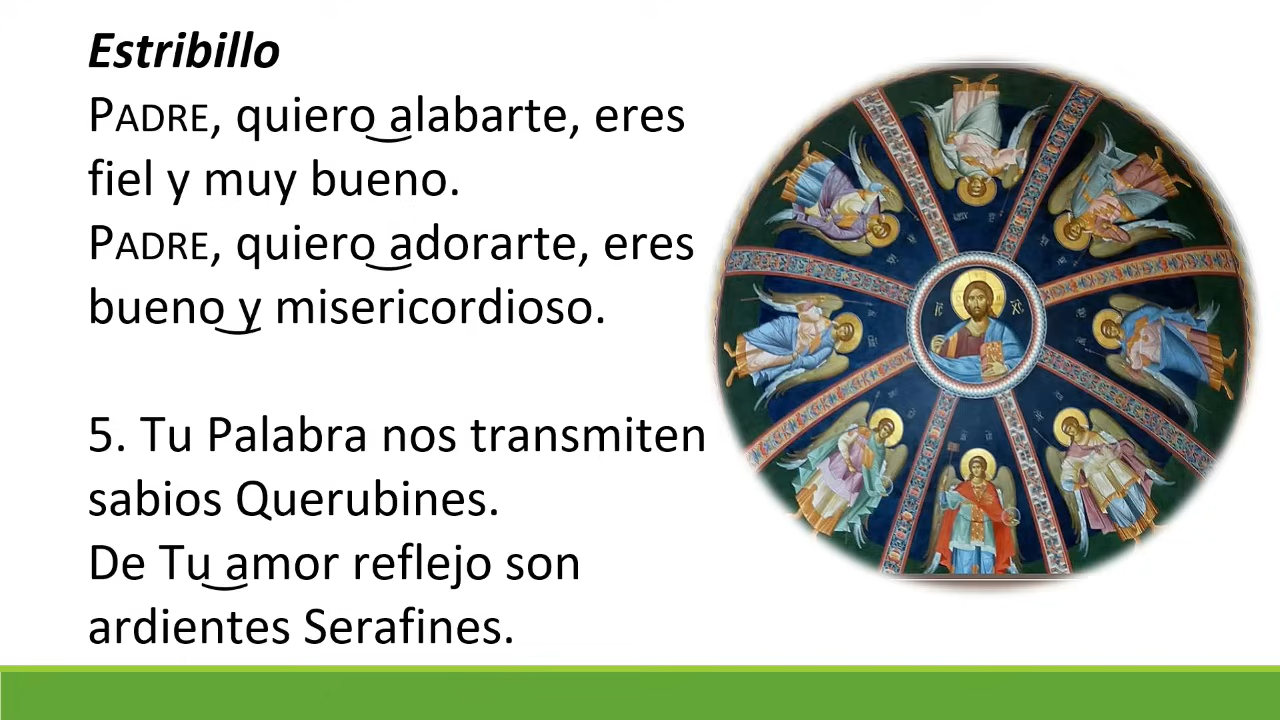 Estribillo
PADRE, quiero alabarte, eres
fiel y muy bueno.
PADRE, quiero adorarte, eres
bueno y misericordioso.
5. Tu Palabra nos transmiten
sabios Querubines.
De Tu amor reflejo son
ardientes Serafines.